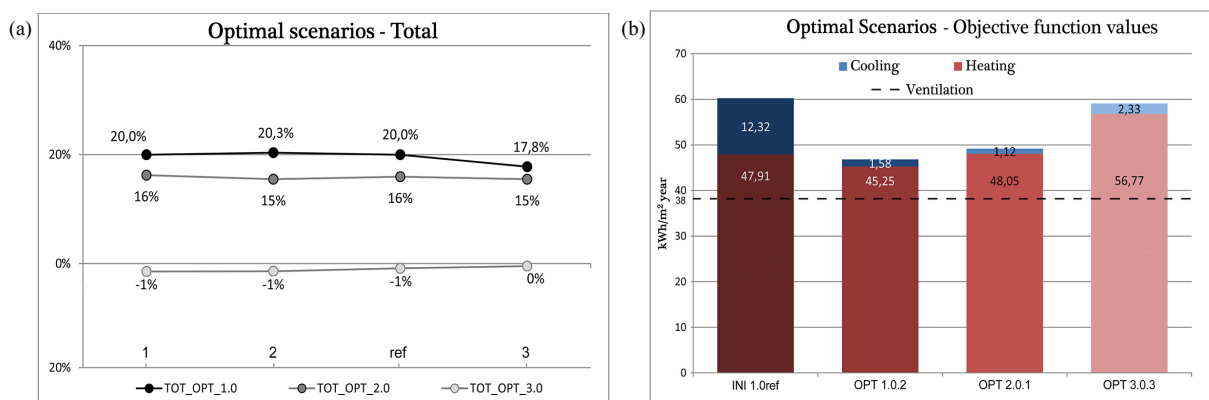 (a)
Optimal scenarios - Total
40%
20,0%
20,3%
20,0%
17,8%
20%
16%
15%
16%
15%
0%
-1%
-1%
-1%
0%
1
2
ref
3
20%
TOT_OPT_1.0
TOT_OPT_2.0
TOT_OPT_3.0
(b)
Optimal Scenarios - Objective function values
70
Cooling
Heating
Ventilation
60
12,32
1,58
1,12
2,33
50
47,91
45,25
48,05
56,77
40
38
30
20
10
0
kWh/m² year
INI 1.0ref
OPT 1.0.2
OPT 2.0.1
OPT 3.0.3